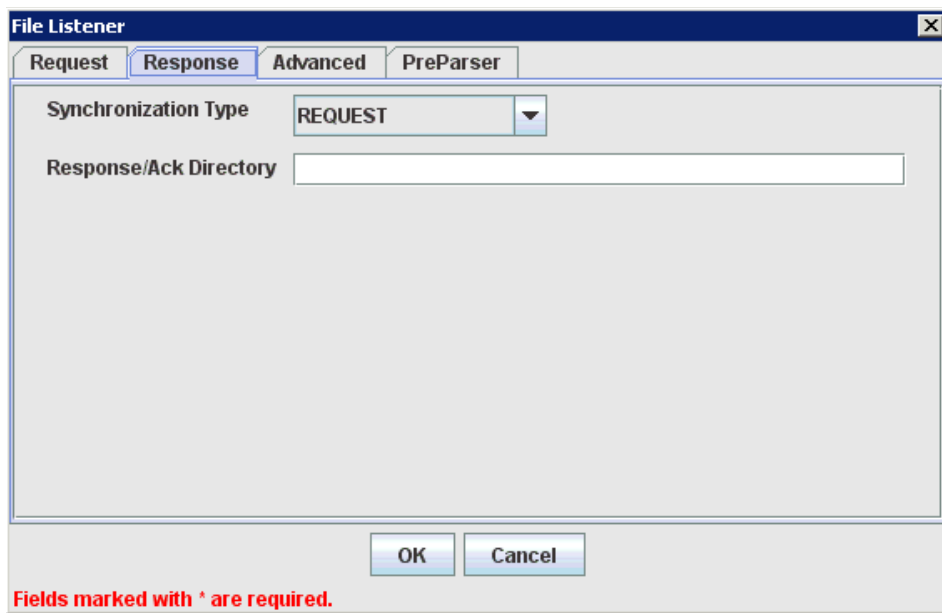 File Listener
Request Response Advanced PreParser
Synchronization Type REQUEST
Response/Ack Directory
OK Cancel
Fields marked with * are required.